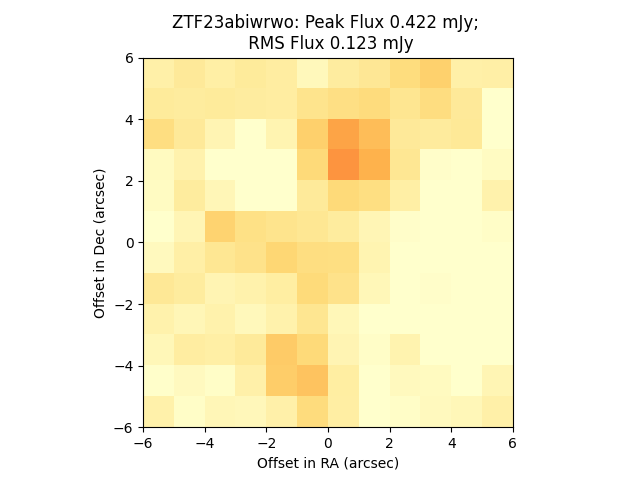 ZTF23abiwrwo: Peak Flux 0.422 mJy;
RMS Flux 0.123 mJy
6
4
2
0
−2
−4
−6
Offset in Dec (arcsec)
−6 −4 −2 0 2 4 6
Offset in RA (arcsec)